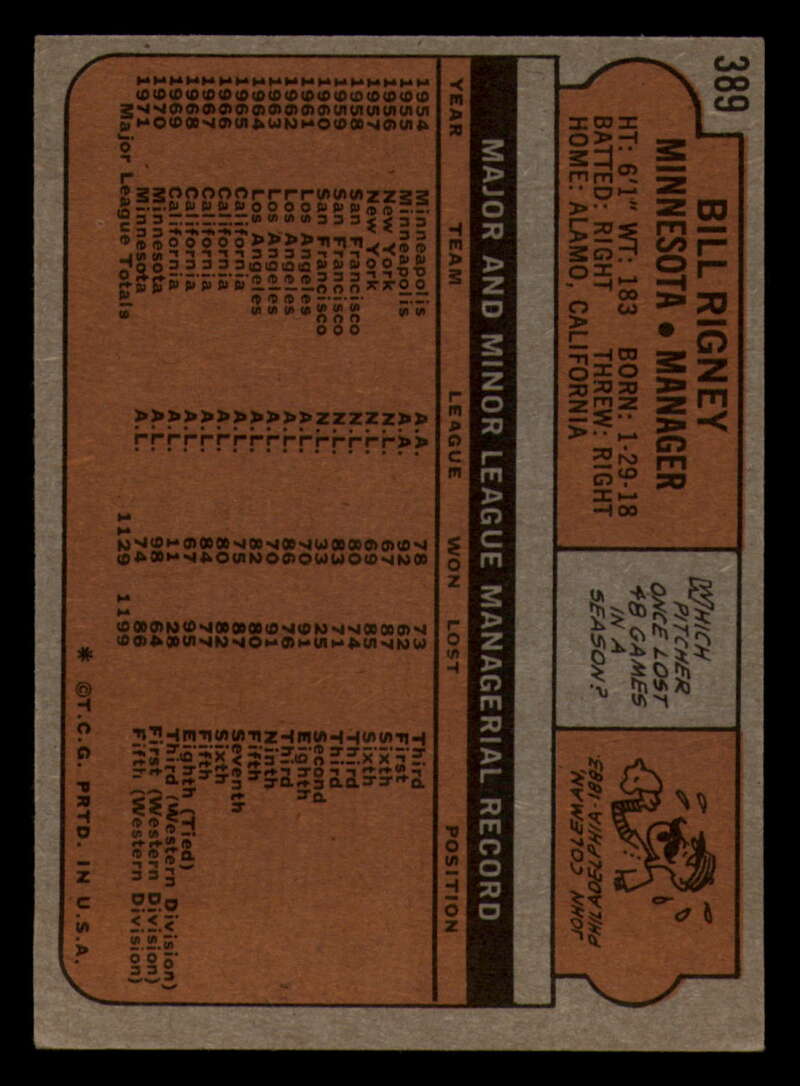 389
BILL RIGNEY
MINNESOTA • MANAGER
HT: 6'1" WT: 183 BORN: 1-29-18
BATTED: RIGHT THREW: RIGHT
HOME: ALAMO, CALIFORNIA
WHICH
PITCHER
ONCE LOST
48 GAMES
IN A
SEASON?
JOHN COLEMAN
PHILADELPHIA-1883
MAJOR AND MINOR LEAGUE MANAGERIAL RECORD
YEAR TEAM LEAGUE WON LOST POSITION
1954 Minneapolis A.A. 78 73 Third
1955 Minneapolis A.A. 92 62 First
1956 New York N.L. 67 87 Sixth
1957 New York N.L. 69 85 Sixth
1958 San Francisco N.L. 80 74 Third
1959 San Francisco N.L. 83 71 Third
1960 San Francisco N.L. 33 25 Second
1961 Los Angeles A.L. 70 91 Eighth
1962 Los Angeles A.L. 86 76 Third
1963 Los Angeles A.L. 70 91 Ninth
1964 Los Angeles A.L. 82 80 Fifth
1965 California A.L. 75 87 Seventh
1966 California A.L. 80 82 Sixth
1967 California A.L. 84 77 Fifth
1968 California A.L. 67 95 Eighth (Tied)
1969 California A.L. 11 28 Third (Western Division)
1970 Minnesota A.L. 98 64 First (Western Division)
1971 Minnesota A.L. 74 86 Fifth (Western Division)
Major League Totals 1129 1199
* ©T.C.G. PRTD. IN U.S.A.